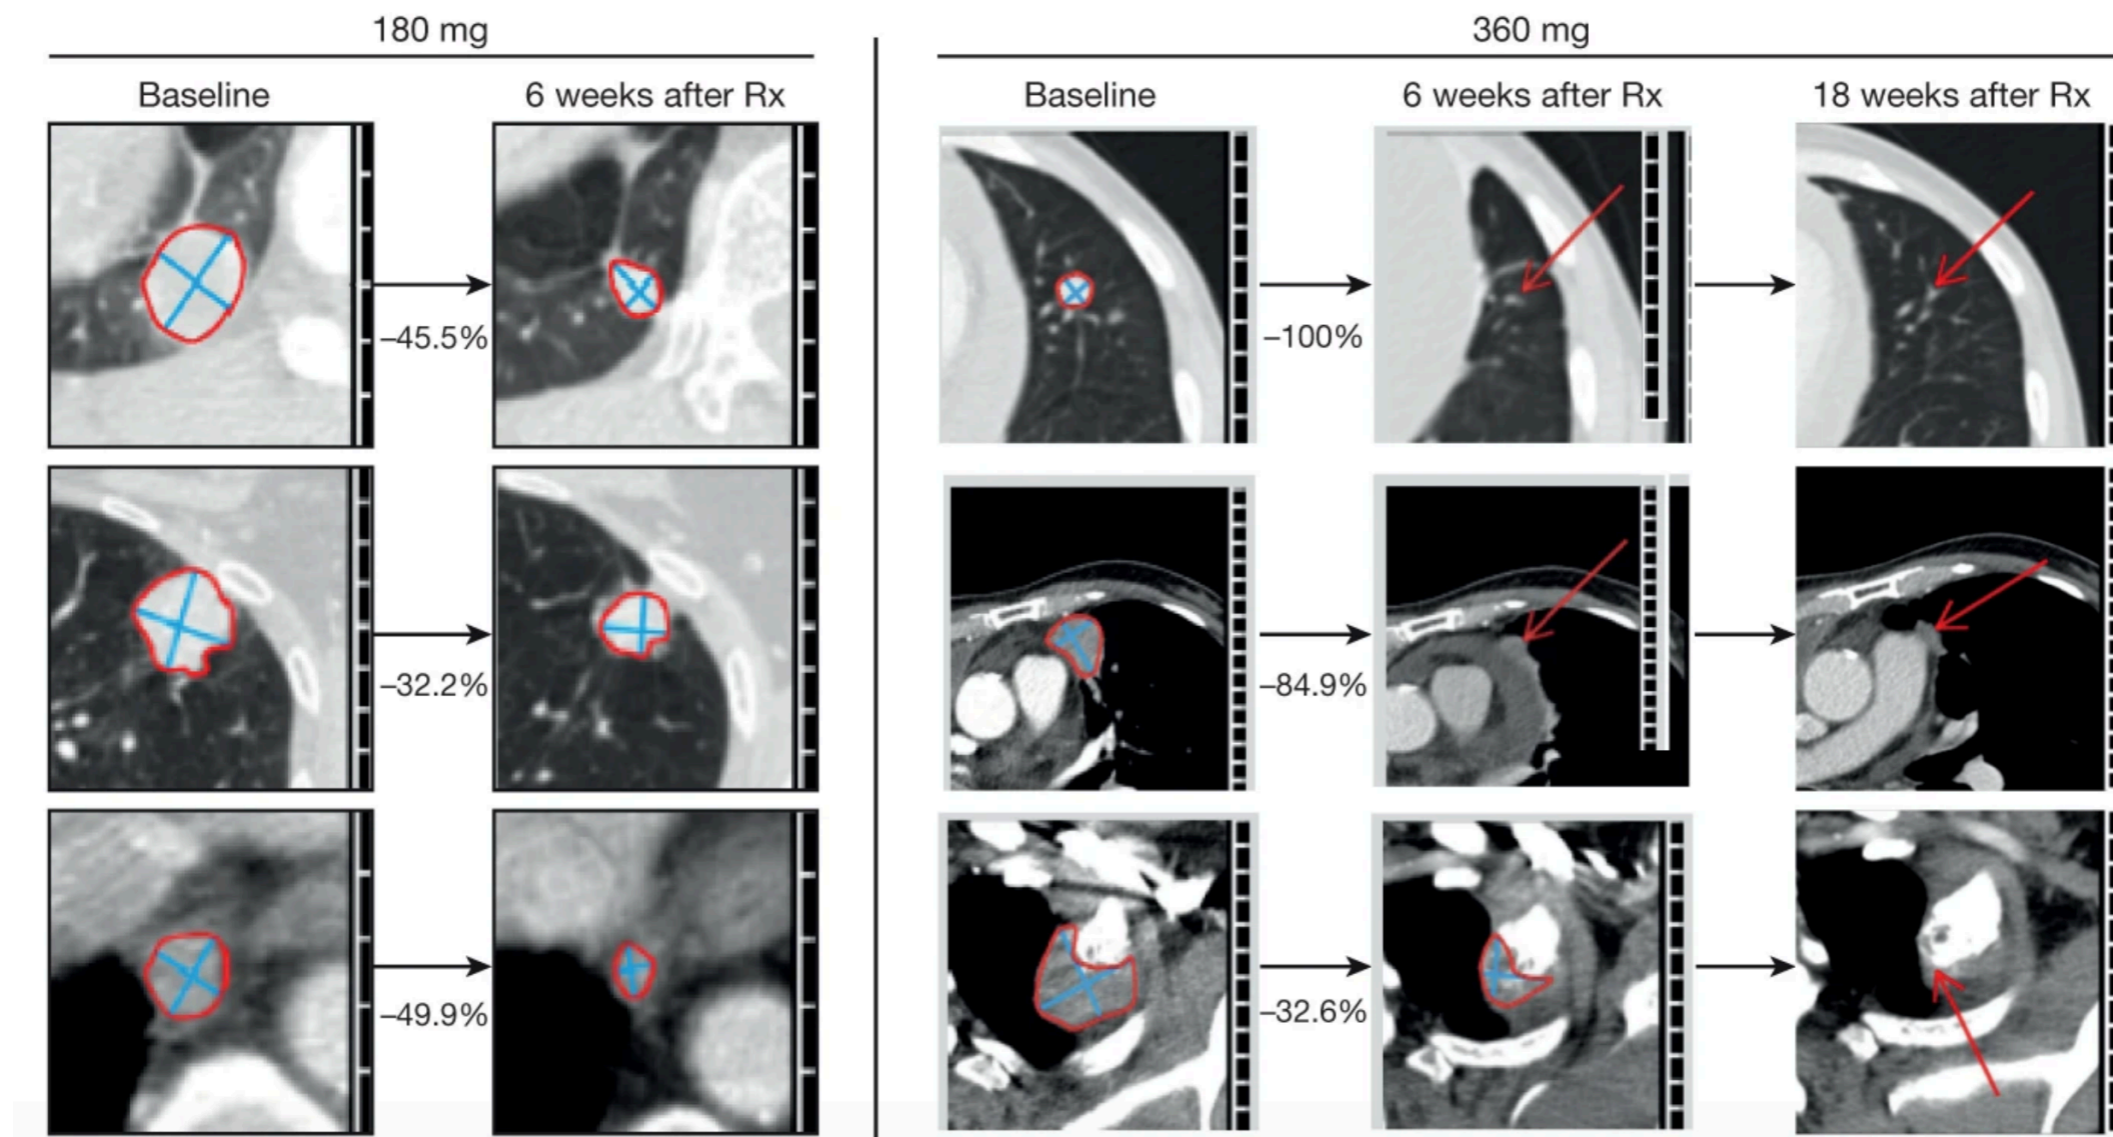 180 mg
360 mg
Baseline
6 weeks after Rx
Baseline
6 weeks after Rx
18 weeks after Rx
–45.5%
–100%
–32.2%
–84.9%
–49.9%
–32.6%